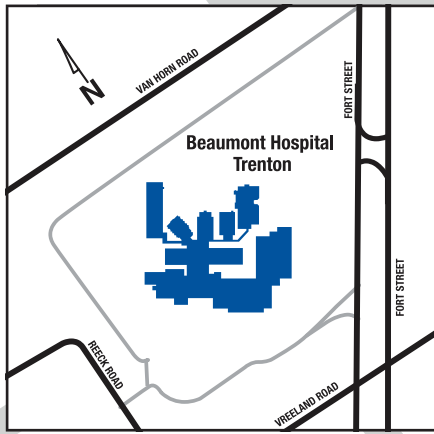 VAN HORN ROAD
N
FORT STREET
Beaumont Hospital
Trenton
FORT STREET
REECK ROAD
VREELAND ROAD